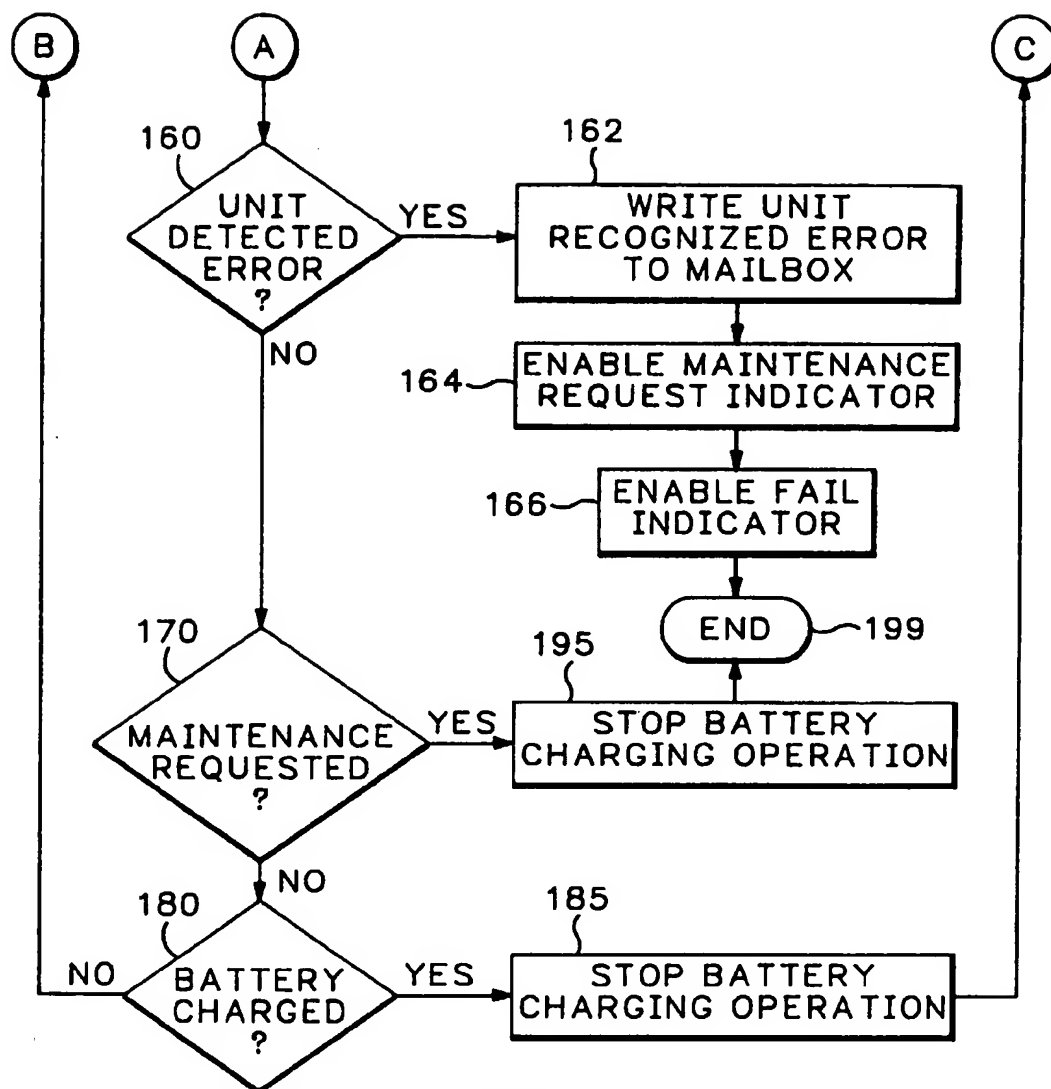 B
A
C
160
UNIT
DETECTED
ERROR
?
YES
NO
162
WRITE UNIT
RECOGNIZED ERROR
TO MAILBOX
164
ENABLE MAINTENANCE
REQUEST INDICATOR
166
ENABLE FAIL
INDICATOR
END
199
170
MAINTENANCE
REQUESTED
?
YES
NO
195
STOP BATTERY
CHARGING OPERATION
180
BATTERY
CHARGED
?
NO
YES
185
STOP BATTERY
CHARGING OPERATION